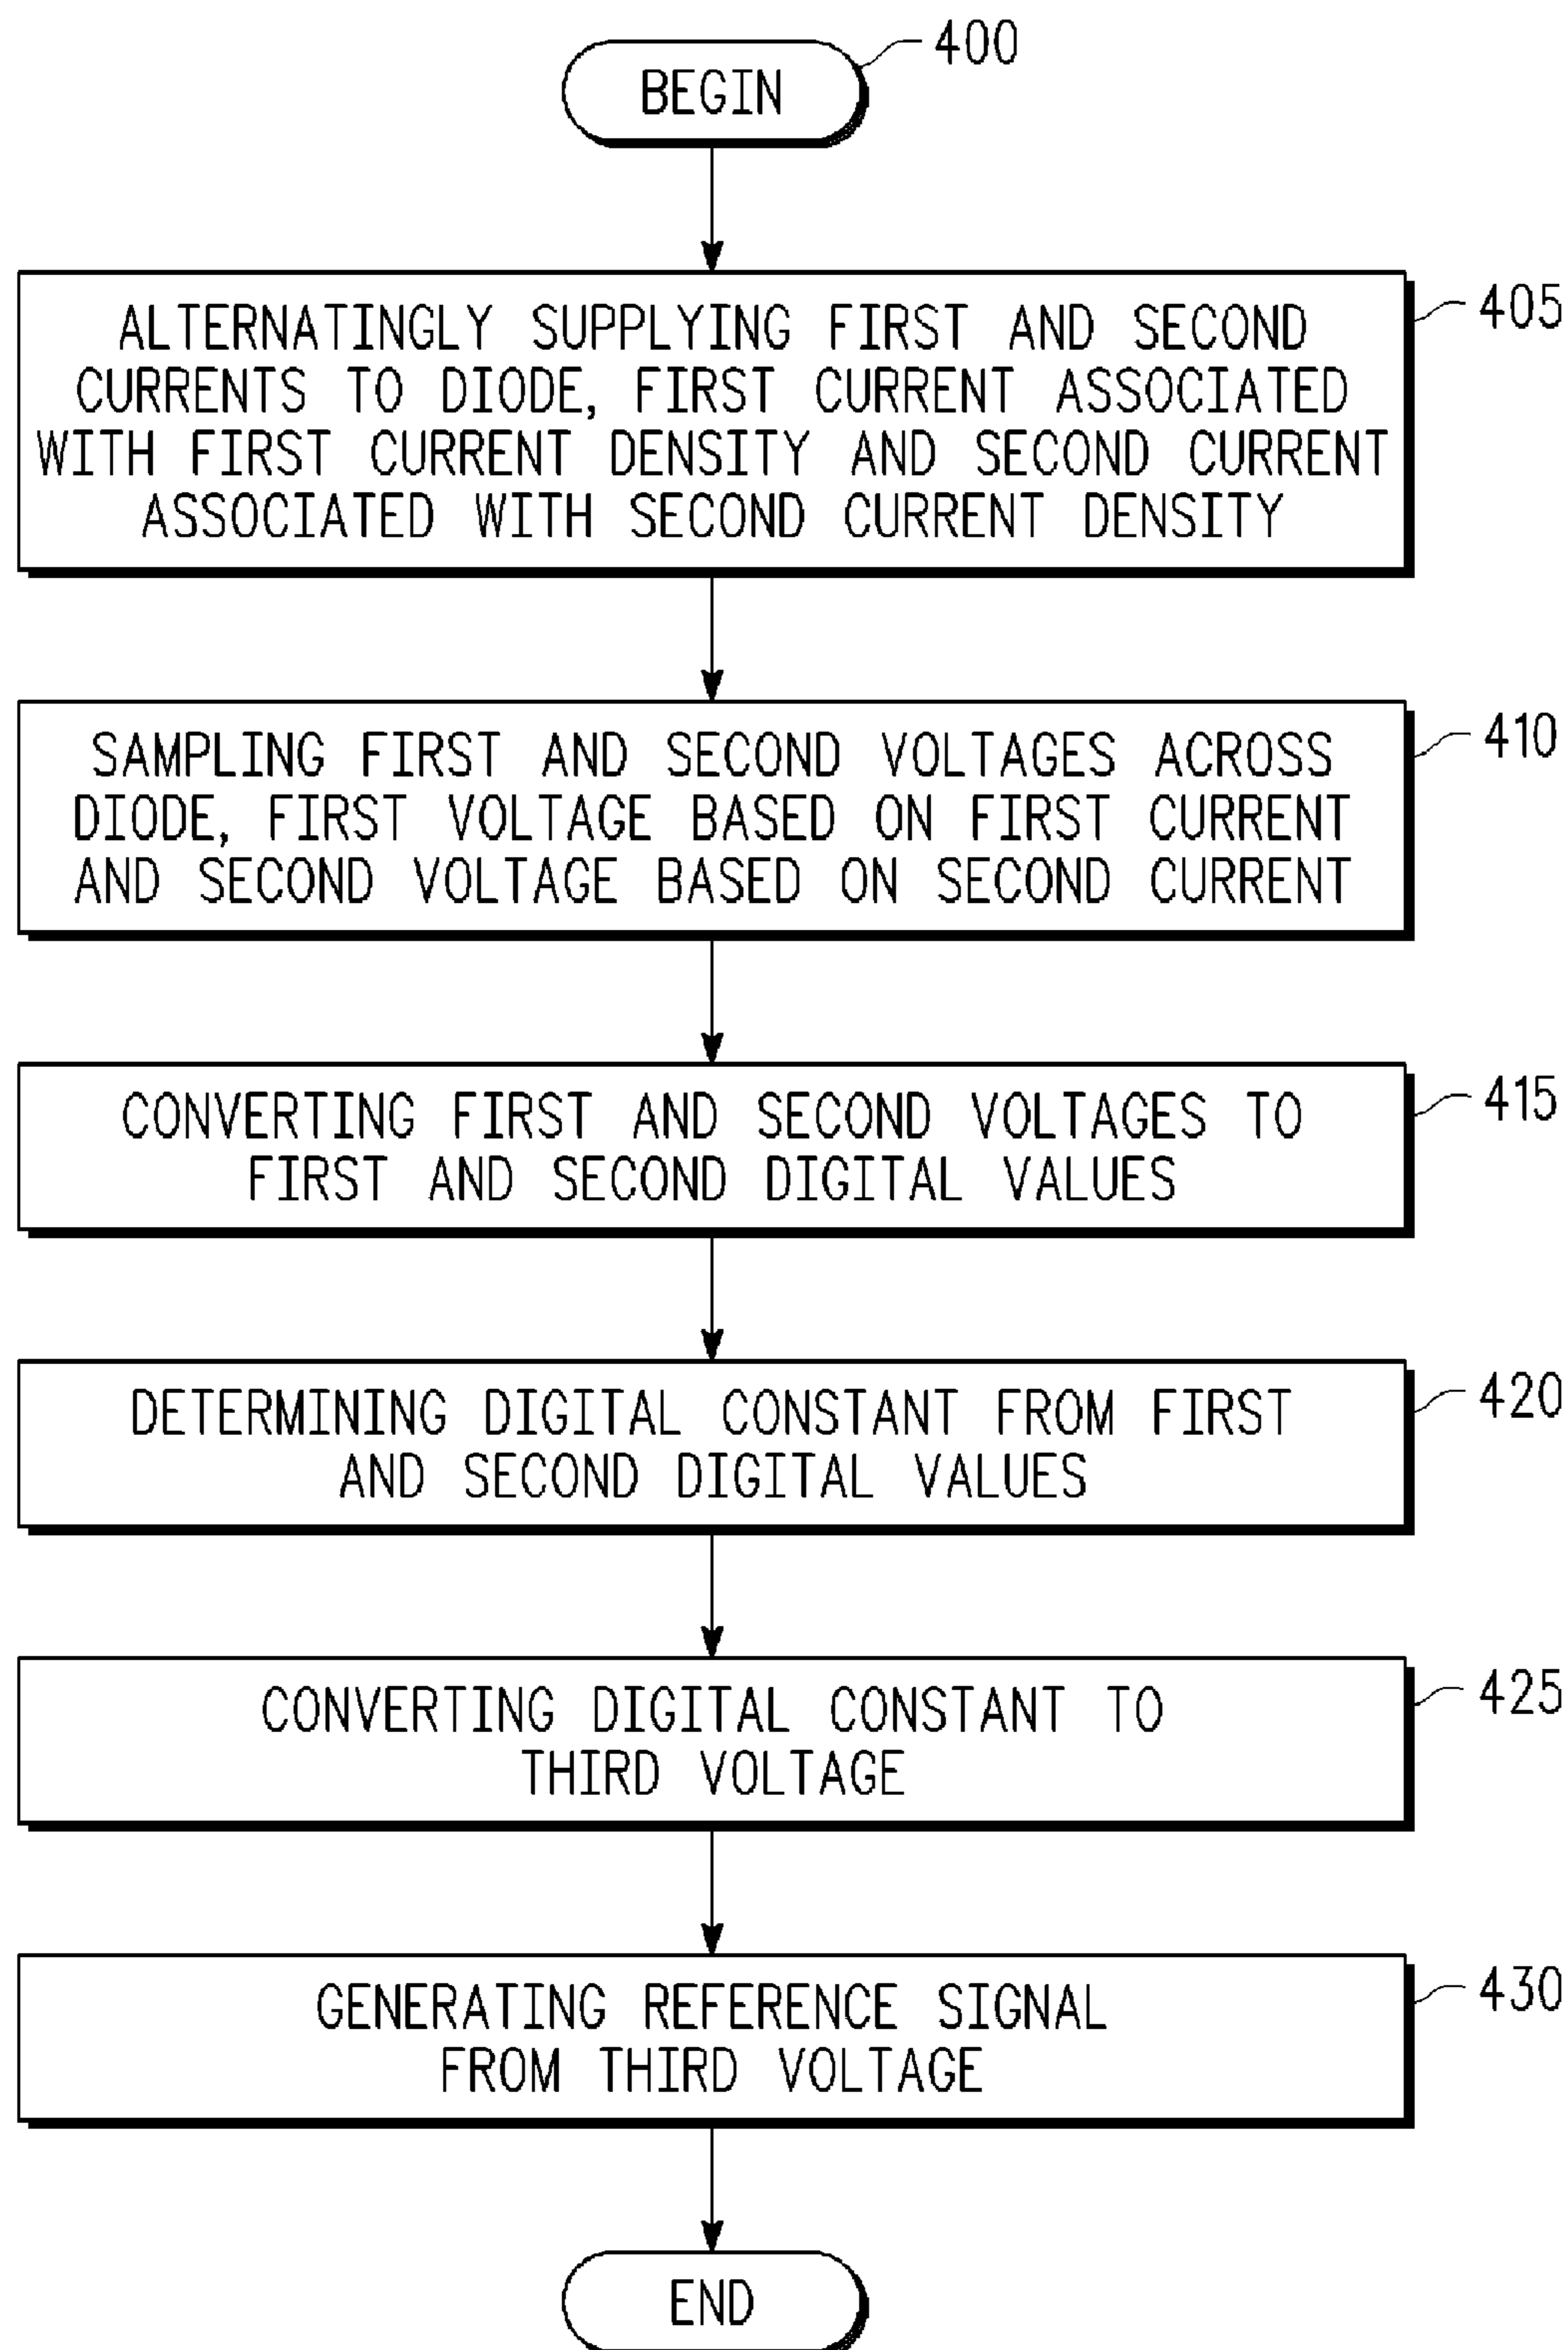 BEGIN
400
ALTERNATINGLY SUPPLYING FIRST AND SECOND
CURRENTS TO DIODE, FIRST CURRENT ASSOCIATED
WITH FIRST CURRENT DENSITY AND SECOND CURRENT
ASSOCIATED WITH SECOND CURRENT DENSITY
405
SAMPLING FIRST AND SECOND VOLTAGES ACROSS
DIODE, FIRST VOLTAGE BASED ON FIRST CURRENT
AND SECOND VOLTAGE BASED ON SECOND CURRENT
410
CONVERTING FIRST AND SECOND VOLTAGES TO
FIRST AND SECOND DIGITAL VALUES
415
DETERMINING DIGITAL CONSTANT FROM FIRST
AND SECOND DIGITAL VALUES
420
CONVERTING DIGITAL CONSTANT TO
THIRD VOLTAGE
425
GENERATING REFERENCE SIGNAL
FROM THIRD VOLTAGE
430
END